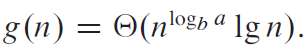 g(n) = Θ(n^{log_b a} lg n).